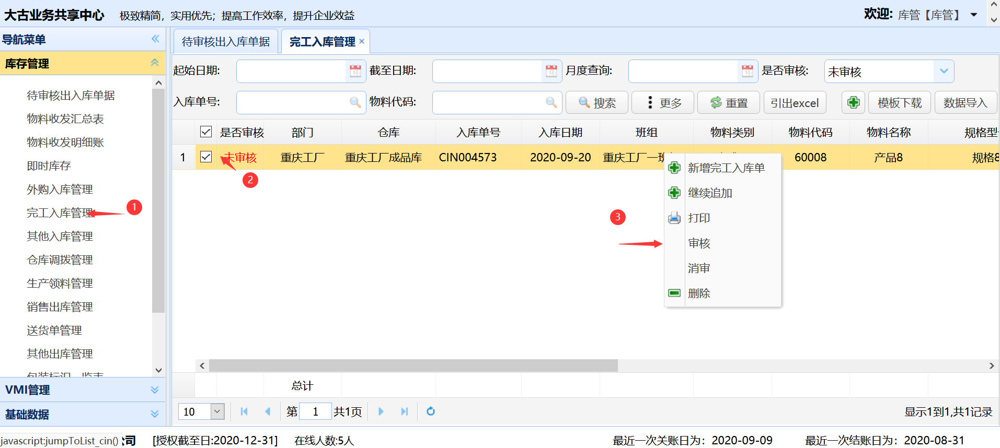 大古业务共享中心 极致精简，实用优先；提高工作效率，提升企业效益 欢迎: 库管【库管】
导航菜单
库存管理
待审核出入库单据
物料收发汇总表
物料收发明细账
即时库存
外购入库管理
完工入库管理 1
其他入库管理
仓库调拨管理
生产领料管理
销售出库管理
送货单管理
其他出库管理
VMI管理
基础数据
待审核出入库单据 完工入库管理 ×
起始日期: 截至日期: 月度查询: 是否审核: 未审核
入库单号: 物料代码: 搜索 更多 重置 引出excel 模板下载 数据导入
是否审核 部门 仓库 入库单号 入库日期 班组 物料类别 物料代码 物料名称 规格型
1 未审核 重庆工厂 重庆工厂成品库 CIN004573 2020-09-20 重庆工厂一 60008 产品8 规格8
2
新增完工入库单
继续追加
打印
3
审核
消审
删除
总计
10 第 1 共1页 显示1到1,共1记录
javascript:jumpToList_cin() 司 [授权截至日:2020-12-31] 在线人数:5人 最近一次关账日为：2020-09-09 最近一次结账日为：2020-08-31